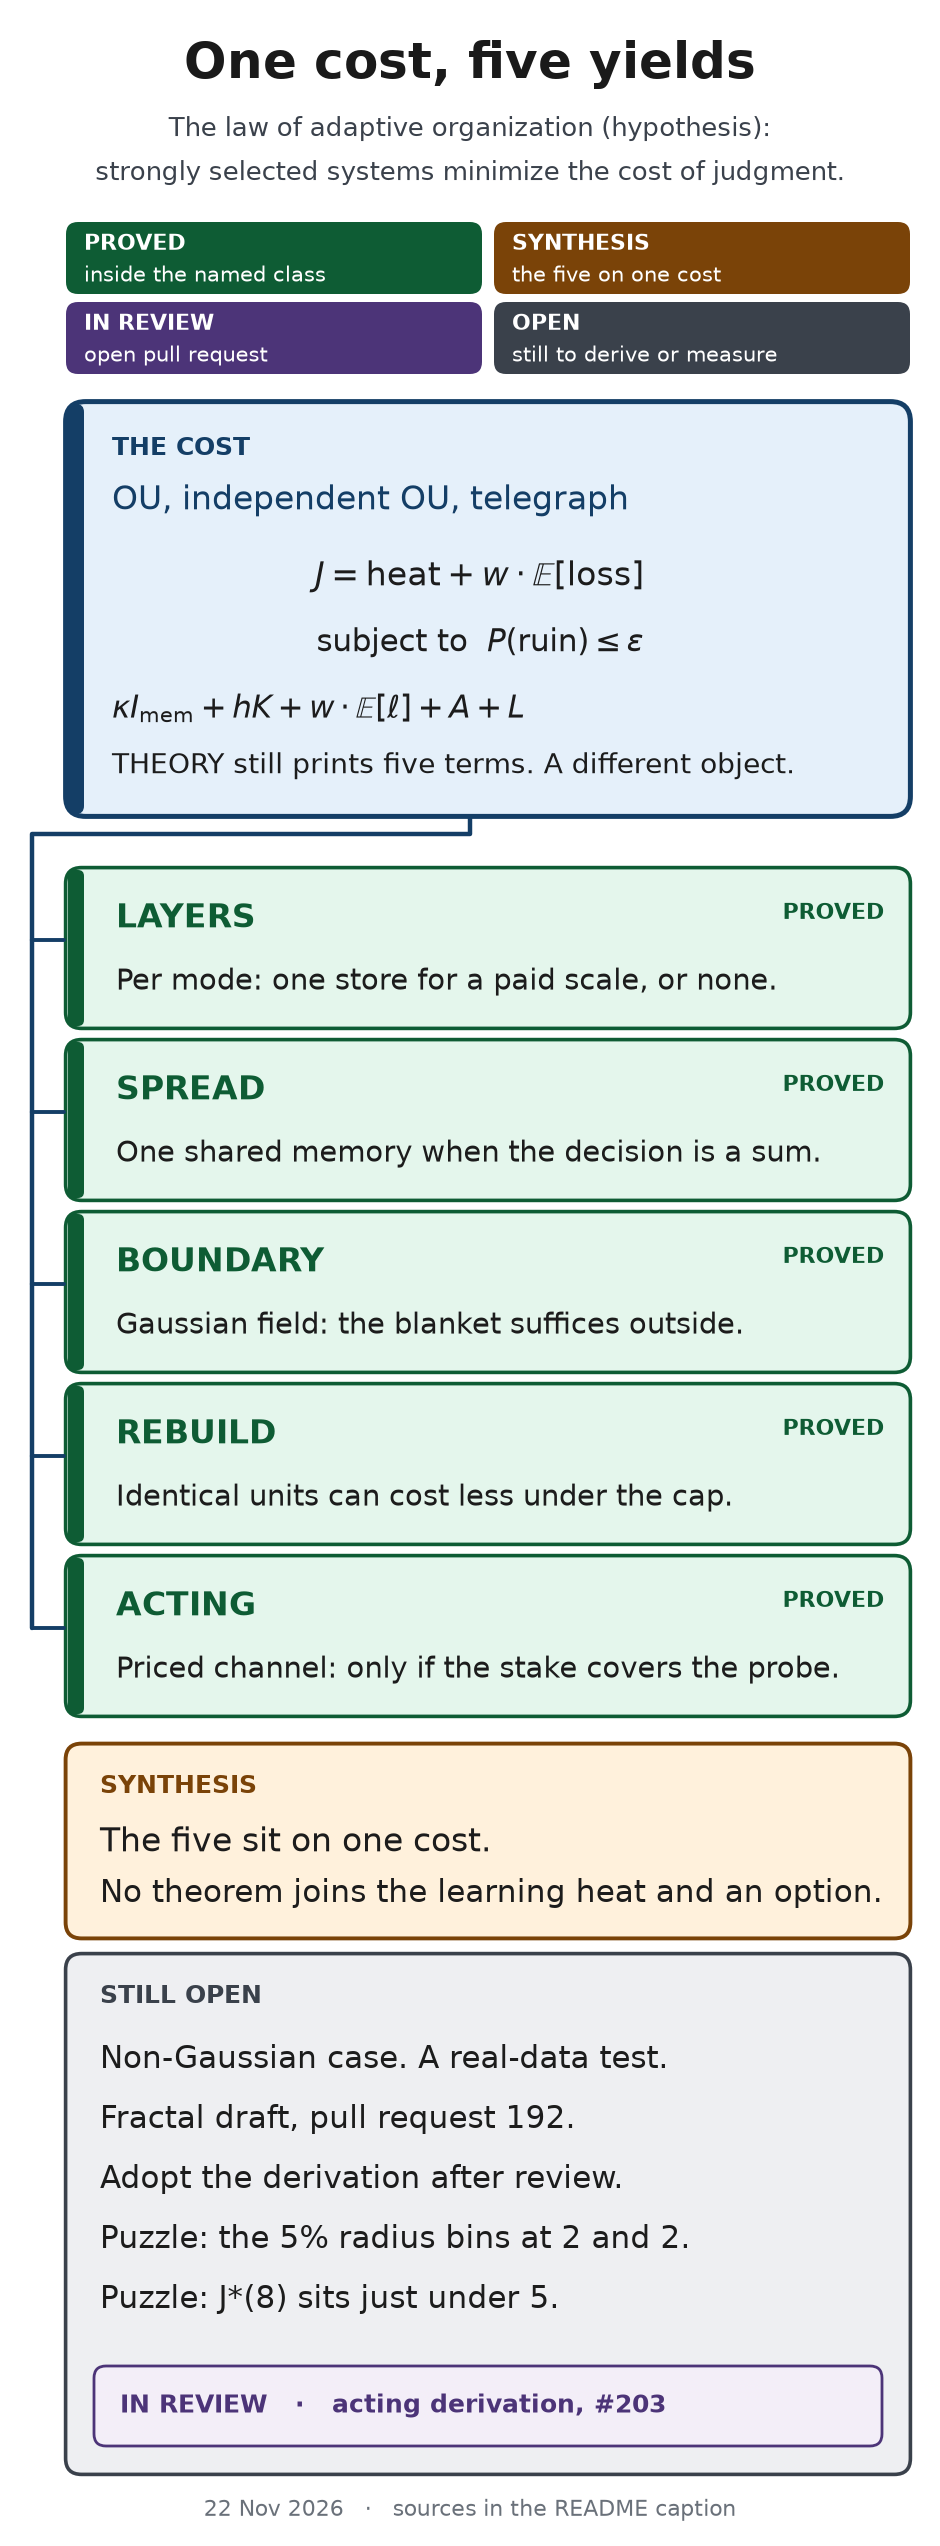 One cost, five yields
The law of adaptive organization (hypothesis):
strongly selected systems minimize the cost of judgment.
PROVED
inside the named class
SYNTHESIS
the five on one cost
IN REVIEW
open pull request
OPEN
still to derive or measure
THE COST
OU, independent OU, telegraph
J = heat + w · 𝔼[loss]
subject to P(ruin) ≤ ε
κI_mem + hK + w · 𝔼[ℓ] + A + L
THEORY still prints five terms. A different object.
LAYERS
PROVED
Per mode: one store for a paid scale, or none.
SPREAD
PROVED
One shared memory when the decision is a sum.
BOUNDARY
PROVED
Gaussian field: the blanket suffices outside.
REBUILD
PROVED
Identical units can cost less under the cap.
ACTING
PROVED
Priced channel: only if the stake covers the probe.
SYNTHESIS
The five sit on one cost.
No theorem joins the learning heat and an option.
STILL OPEN
Non-Gaussian case. A real-data test.
Fractal draft, pull request 192.
Adopt the derivation after review.
Puzzle: the 5% radius bins at 2 and 2.
Puzzle: J*(8) sits just under 5.
IN REVIEW · acting derivation, #203
22 Nov 2026 · sources in the README caption